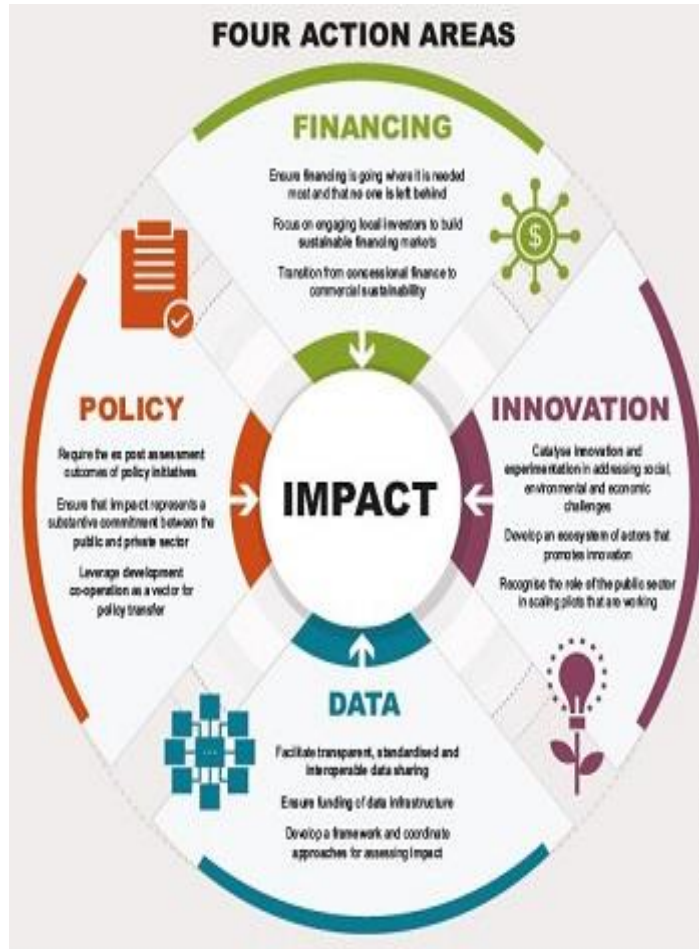 FOUR ACTION AREAS
FINANCING
Ensure financing is going where it is needed
most and that no one is left behind
Focus on engaging local investors to build
sustainable financing markets
Transition from concessional finance to
commercial sustainability
$
POLICY
Require the ex post assessment
outcomes of policy initiatives
Ensure that impact represents a
substantive commitment between the
public and private sector
Leverage development
co-operation as a vector for
policy transfer
IMPACT
INNOVATION
Catalyse innovation and
experimentation in addressing social,
environmental and economic
challenges
Develop an ecosystem of actors that
promotes innovation
Recognise the role of the public sector
in scaling pilots that are working
DATA
Facilitate transparent, standardised and
interoperable data sharing
Ensure funding of data infrastructure
Develop a framework and coordinate
approaches for assessing impact